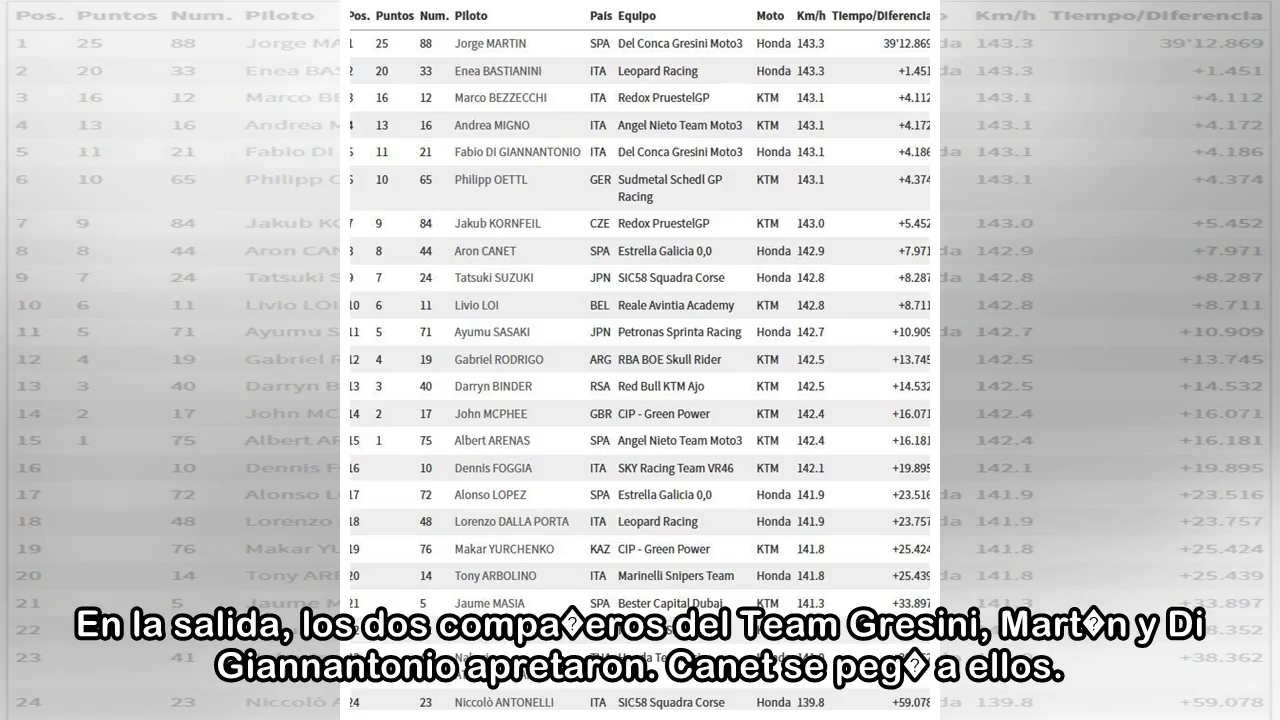 Pos. Puntos Num. Piloto País Equipo Moto Km/h Tiempo/Diferencia
1 25 88 Jorge MARTIN SPA Del Conca Gresini Moto3 Honda 143.3 39'12.869
2 20 33 Enea BASTIANINI ITA Leopard Racing Honda 143.3 +1.451
3 16 12 Marco BEZZECCHI ITA Redox PruestelGP KTM 143.1 +4.112
4 13 16 Andrea MIGNO ITA Angel Nieto Team Moto3 KTM 143.1 +4.172
5 11 21 Fabio DI GIANNANTONIO ITA Del Conca Gresini Moto3 Honda 143.1 +4.186
6 10 65 Philipp OETTL GER Sudmetal Schedl GP KTM 143.1 +4.374
Racing
7 9 84 Jakub KORNFEIL CZE Redox PruestelGP KTM 143.0 +5.452
8 8 44 Aron CANET SPA Estrella Galicia 0,0 Honda 142.9 +7.971
9 7 24 Tatsuki SUZUKI JPN SIC58 Squadra Corse Honda 142.8 +8.287
10 6 11 Livio LOI BEL Reale Avintia Academy KTM 142.8 +8.711
11 5 71 Ayumu SASAKI JPN Petronas Sprinta Racing Honda 142.7 +10.909
12 4 19 Gabriel RODRIGO ARG RBA BOE Skull Rider KTM 142.5 +13.745
13 3 40 Darryn BINDER RSA Red Bull KTM Ajo KTM 142.5 +14.532
14 2 17 John MCPHEE GBR CIP - Green Power KTM 142.4 +16.071
15 1 75 Albert ARENAS SPA Angel Nieto Team Moto3 KTM 142.4 +16.181
16 10 Dennis FOGGIA ITA SKY Racing Team VR46 KTM 142.1 +19.895
17 72 Alonso LOPEZ SPA Estrella Galicia 0,0 Honda 141.9 +23.516
18 48 Lorenzo DALLA PORTA ITA Leopard Racing Honda 141.9 +23.757
19 76 Makar YURCHENKO KAZ CIP - Green Power KTM 141.8 +25.424
20 14 Tony ARBOLINO ITA Marinelli Snipers Team Honda 141.8 +25.439
21 5 Jaume MASIA SPA Bester Capital Dubai KTM 141.3 +33.897
En la salida, los dos compa�eros del Team Gresini, Mart�n y Di
Giannantonio apretaron. Canet se peg� a ellos.
22
23 41 +38.362
24 23 Niccolò ANTONELLI ITA SIC58 Squadra Corse Honda 139.8 +59.078